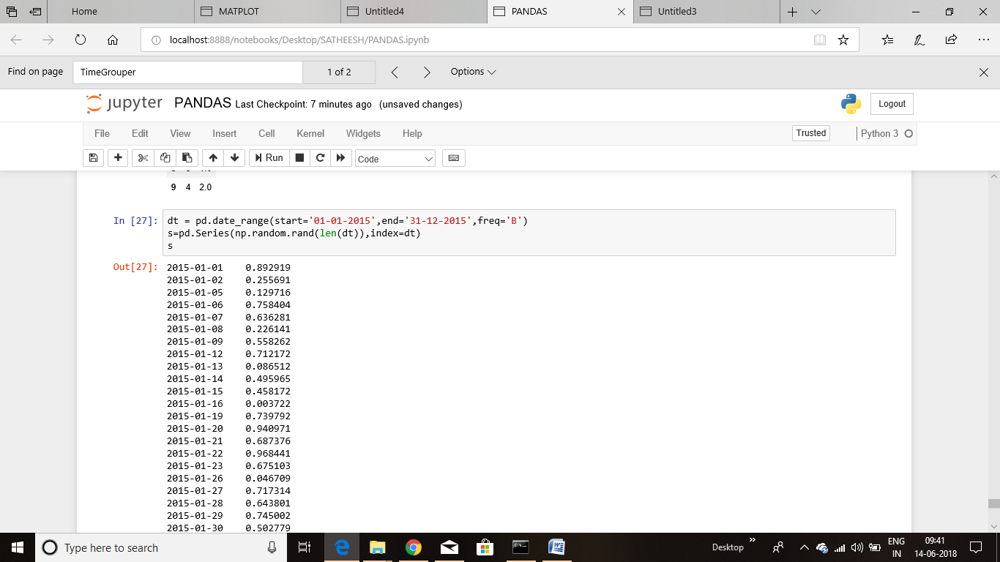 Home MATPLOT Untitled4 PANDAS Untitled3
localhost:8888/notebooks/Desktop/SATHEESH/PANDAS.ipynb
Find on page TimeGrouper 1 of 2 Options
jupyter PANDAS Last Checkpoint: 7 minutes ago (unsaved changes) Logout
File Edit View Insert Cell Kernel Widgets Help Trusted Python 3
Run Code
9 4 2.0
In [27]: dt = pd.date_range(start='01-01-2015',end='31-12-2015',freq='B')
s=pd.Series(np.random.rand(len(dt)),index=dt)
s
Out[27]: 2015-01-01 0.892919
2015-01-02 0.255691
2015-01-05 0.129716
2015-01-06 0.758404
2015-01-07 0.636281
2015-01-08 0.226141
2015-01-09 0.558262
2015-01-12 0.712172
2015-01-13 0.086512
2015-01-14 0.495965
2015-01-15 0.458172
2015-01-16 0.003722
2015-01-19 0.739792
2015-01-20 0.940971
2015-01-21 0.687376
2015-01-22 0.968441
2015-01-23 0.675103
2015-01-26 0.046709
2015-01-27 0.717314
2015-01-28 0.643801
2015-01-29 0.745002
2015-01-30 0.502779
Type here to search Desktop ENG 09:41
IN 14-06-2018